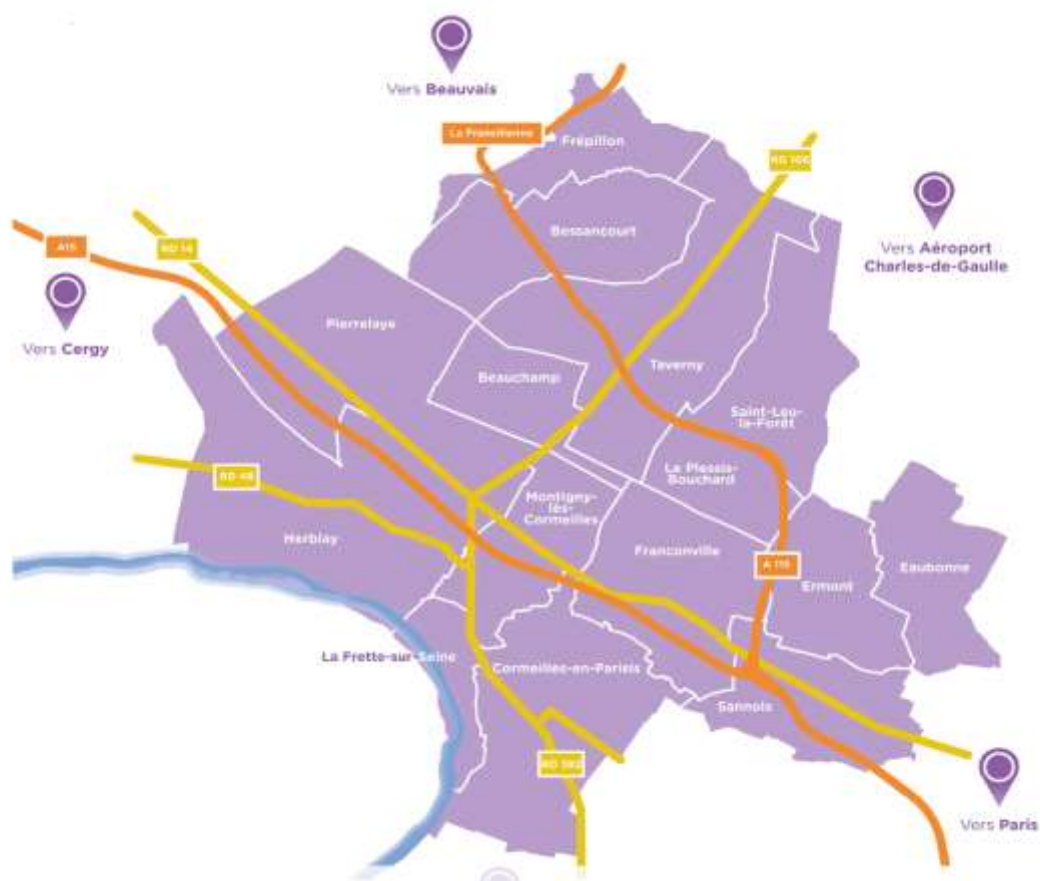 Vers Beauvais
La Francilienne
Frépillon
RD 106
Bessancourt
Vers Aéroport
Charles-de-Gaulle
A15
RD 14
Vers Cergy
Pierrelaye
Beauchamp
Taverny
Saint-Leu-
la-Forêt
Le Plessis-
Bouchard
RD 48
Montigny-
lès-
Cormeilles
Herblay
Franconville
A 115
Ermont
Eaubonne
La Frette-sur-Seine
Cormeilles-en-Parisis
Sannois
RD 392
Vers Paris